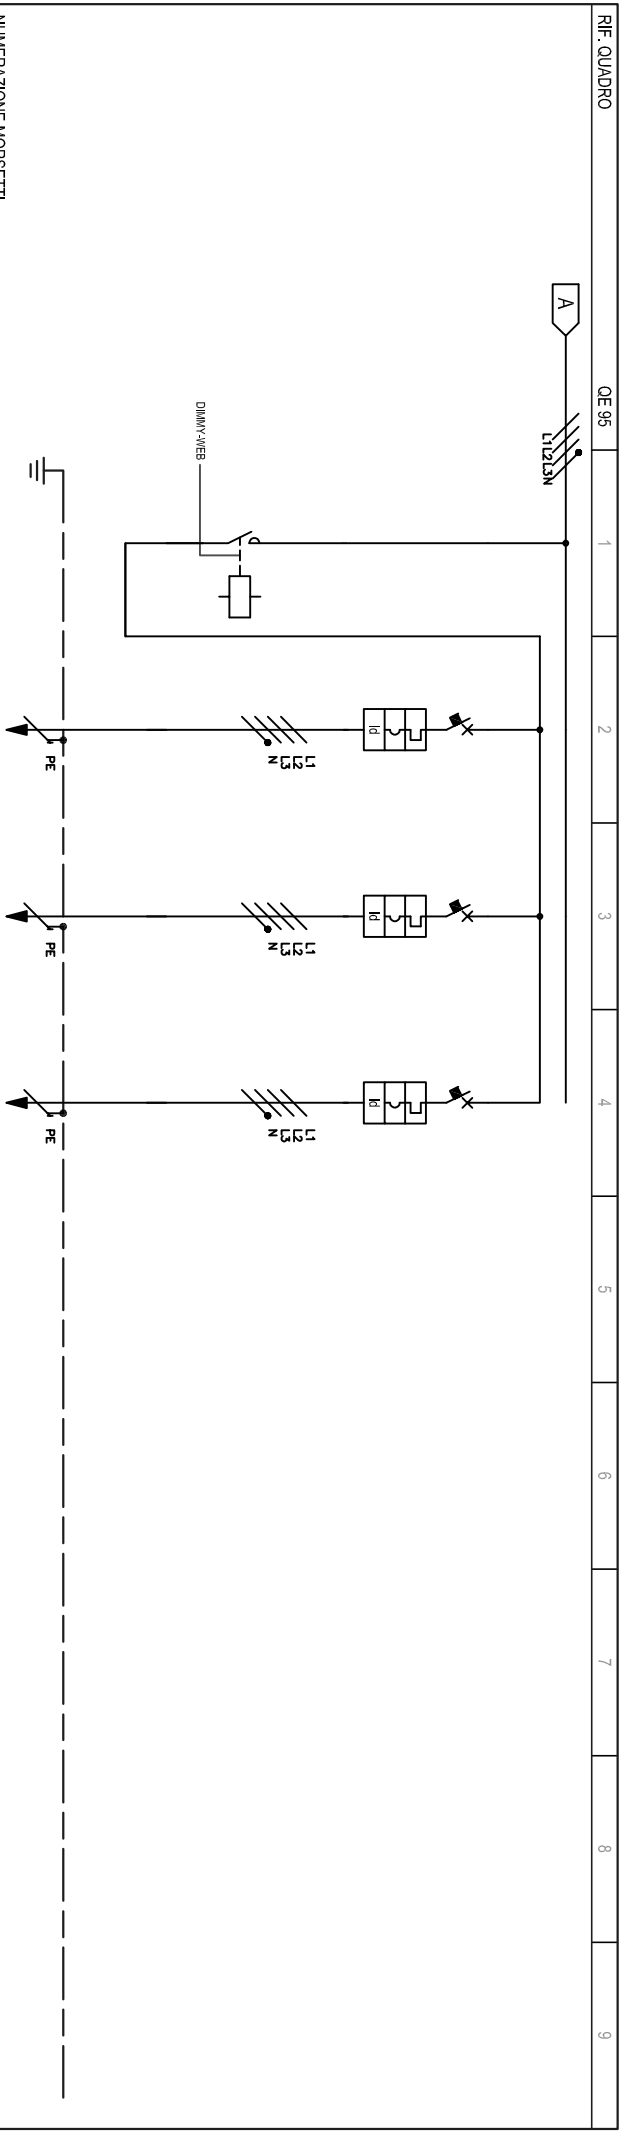 RIF. QUADRO QE 95 1 2 3 4 5 6 7 8 9
A
L1L2L3N
DIMMY-WEB
Id
L1
L2
L3
N
PE
Id
L1
L2
L3
N
PE
Id
L1
L2
L3
N
PE
NUMERAZIONE MORSETTI